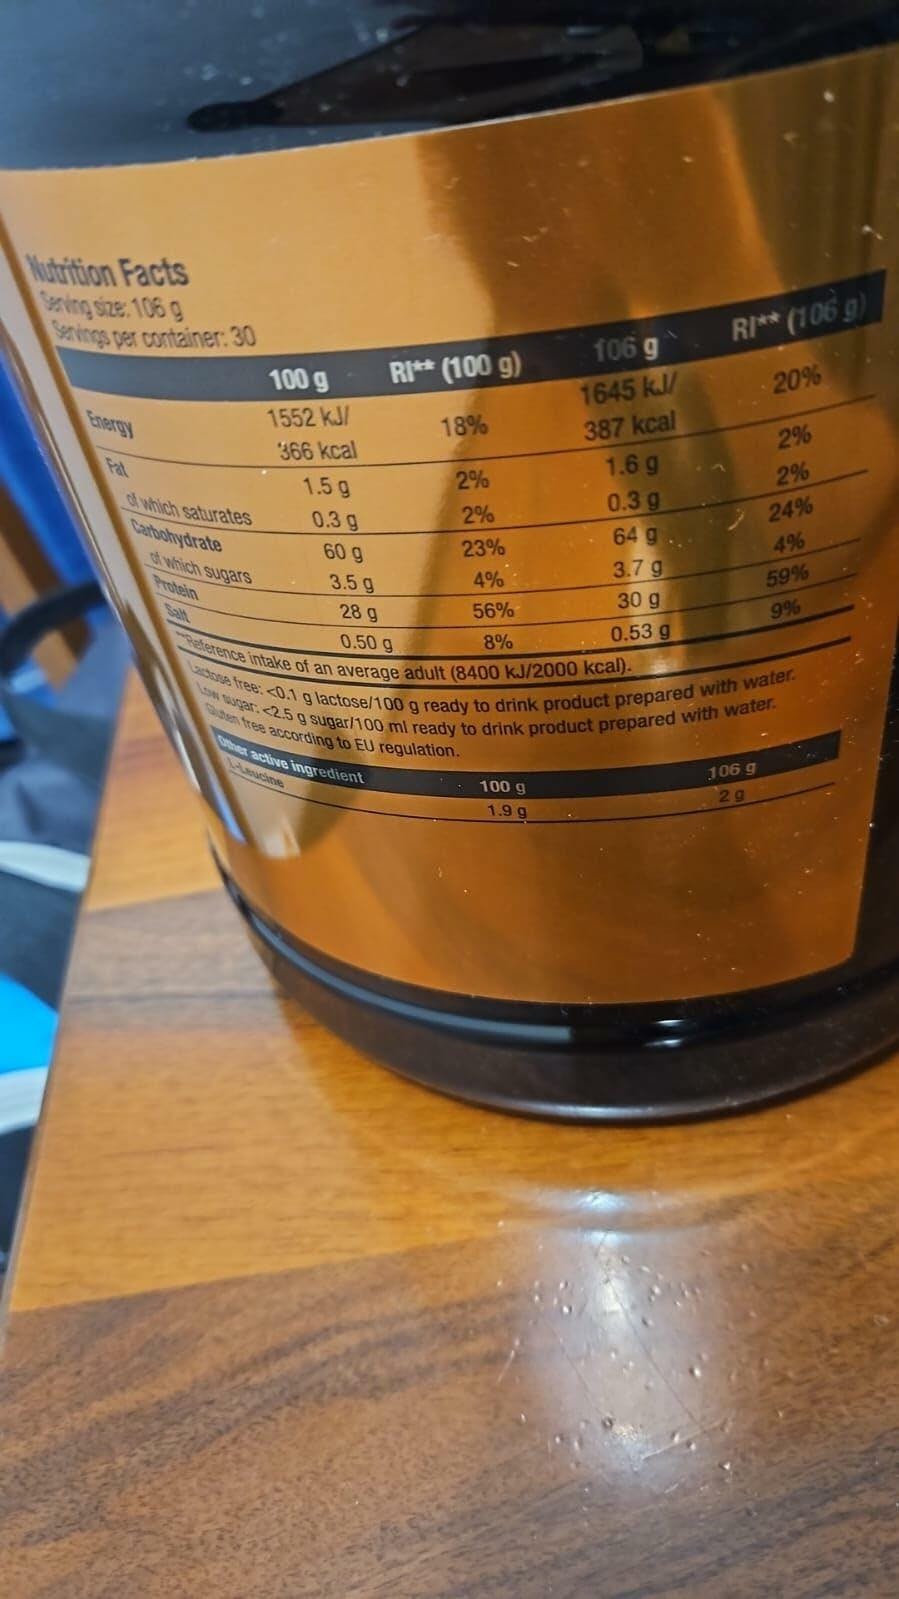 Nutrition Facts
Serving size: 106 g
Servings per container: 30
100 g RI** (100 g) 106 g RI** (106 g)
Energy 1552 kJ/ 366 kcal 18% 1645 kJ/ 387 kcal 20%
Fat 1.5 g 2% 1.6 g 2%
of which saturates 0.3 g 2% 0.3 g 2%
Carbohydrate 60 g 23% 64 g 24%
of which sugars 3.5 g 4% 3.7 g 4%
Protein 28 g 56% 30 g 59%
Salt 0.50 g 8% 0.53 g 9%
**Reference intake of an average adult (8400 kJ/2000 kcal).
Lactose free: <0.1 g lactose/100 g ready to drink product prepared with water.
Low sugar: <2.5 g sugar/100 ml ready to drink product prepared with water.
Gluten free according to EU regulation.
Other active ingredient 100 g 106 g
L-Leucine 1.9 g 2 g